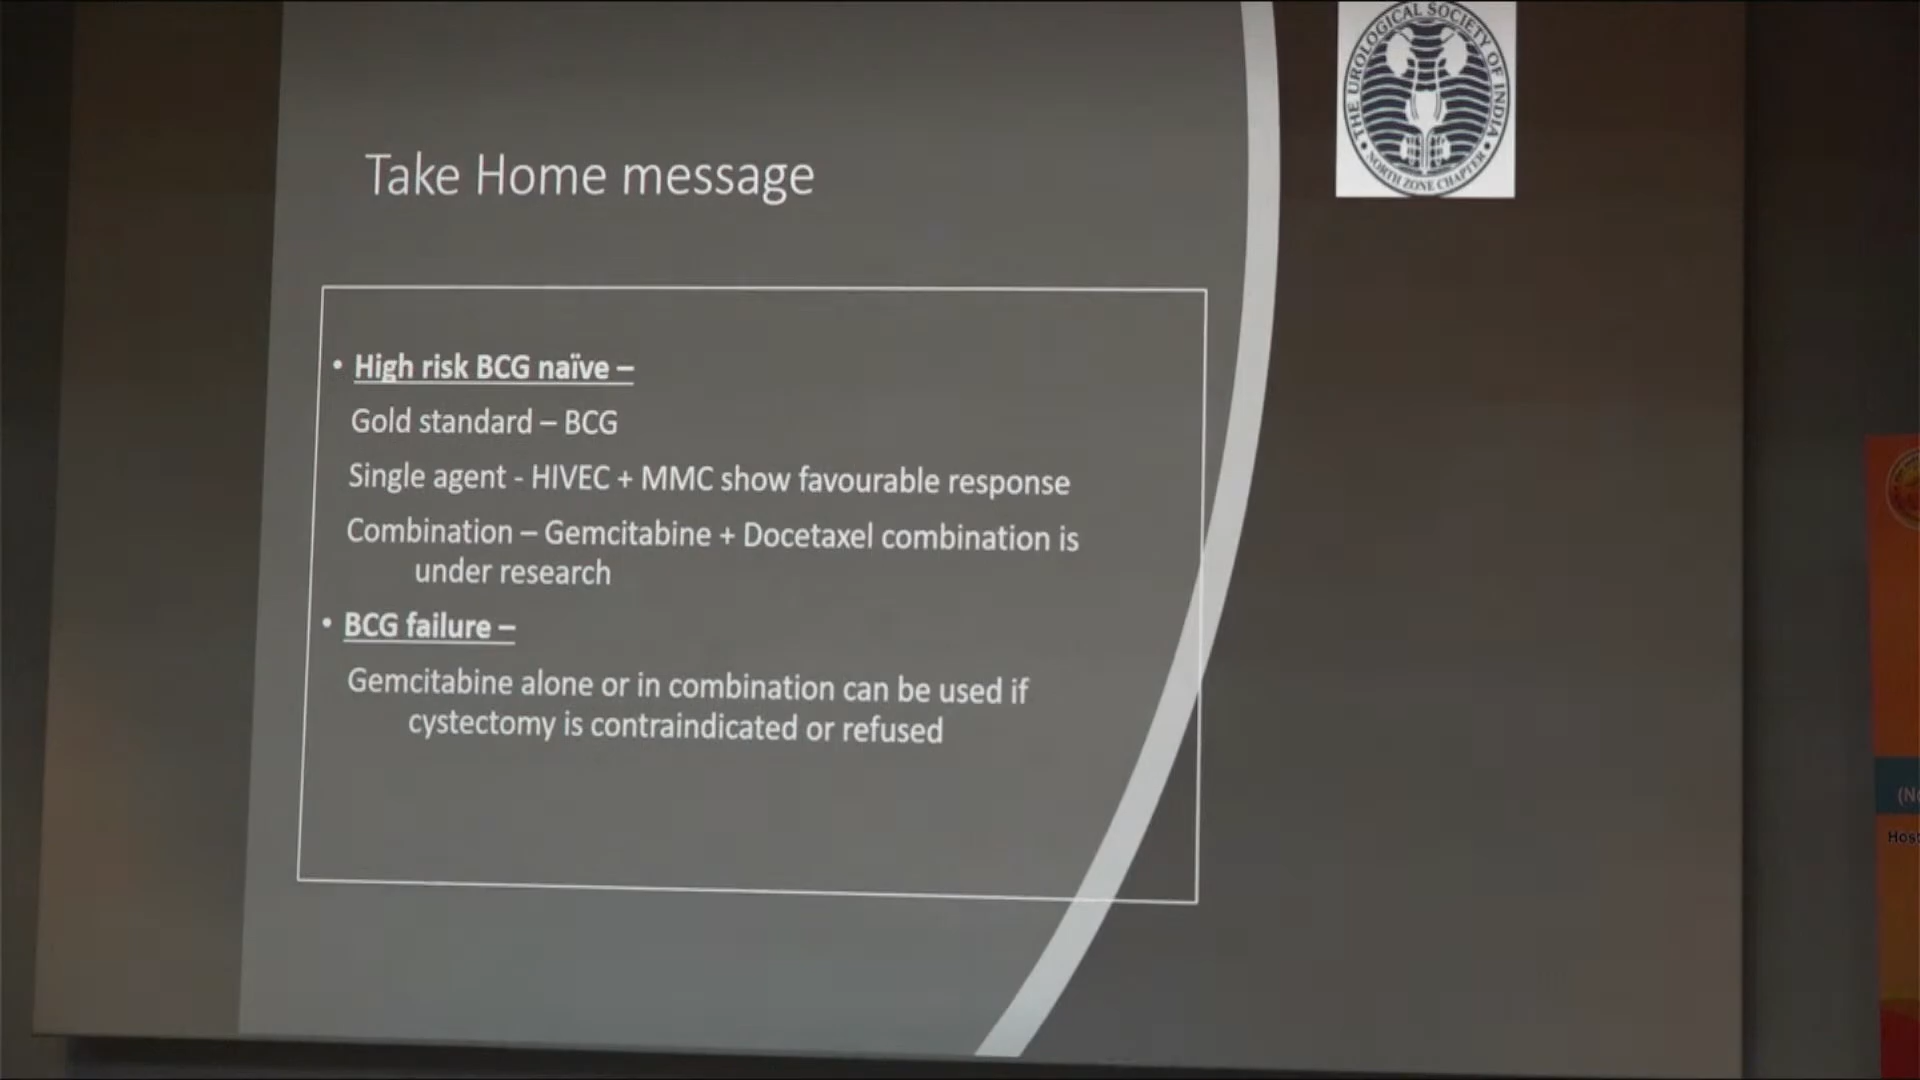 THE UROLOGICAL SOCIETY OF INDIA
• NORTH ZONE CHAPTER •
Take Home message
• High risk BCG naïve –
Gold standard – BCG
Single agent - HIVEC + MMC show favourable response
Combination – Gemcitabine + Docetaxel combination is
under research
• BCG failure –
Gemcitabine alone or in combination can be used if
cystectomy is contraindicated or refused